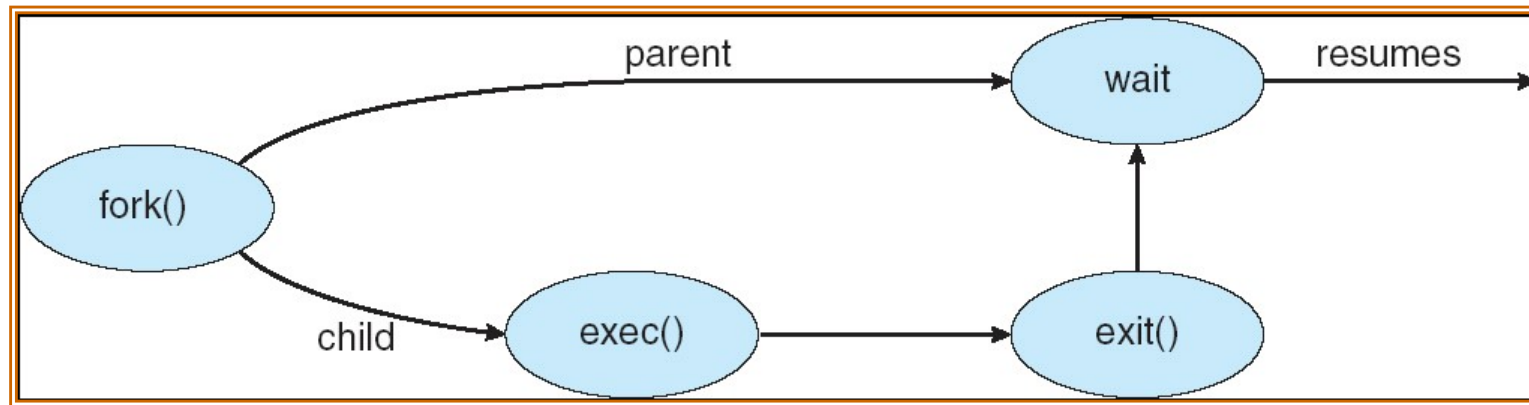 parent
wait
resumes
fork()
child
exec()
exit()